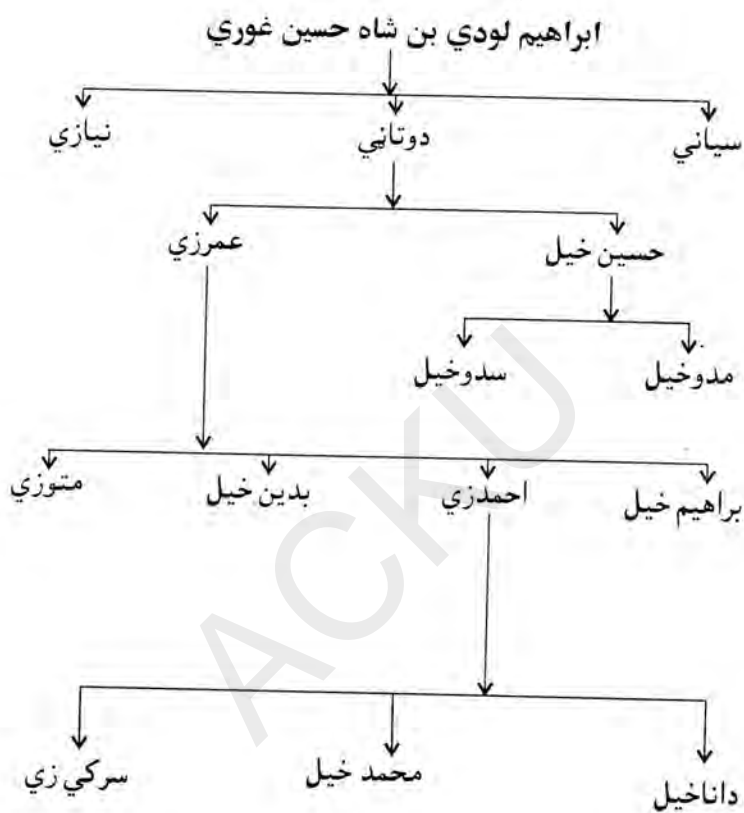 ابراهیم لودي بن شاه حسین غوري
سیاني دوتاڼي نیازي
حسین خیل عمرزي
مدوخیل سدوخیل
براهیم خیل احمدزي بدین خیل متوزي
داناخیل محمد خیل سرکي زي
ACKU